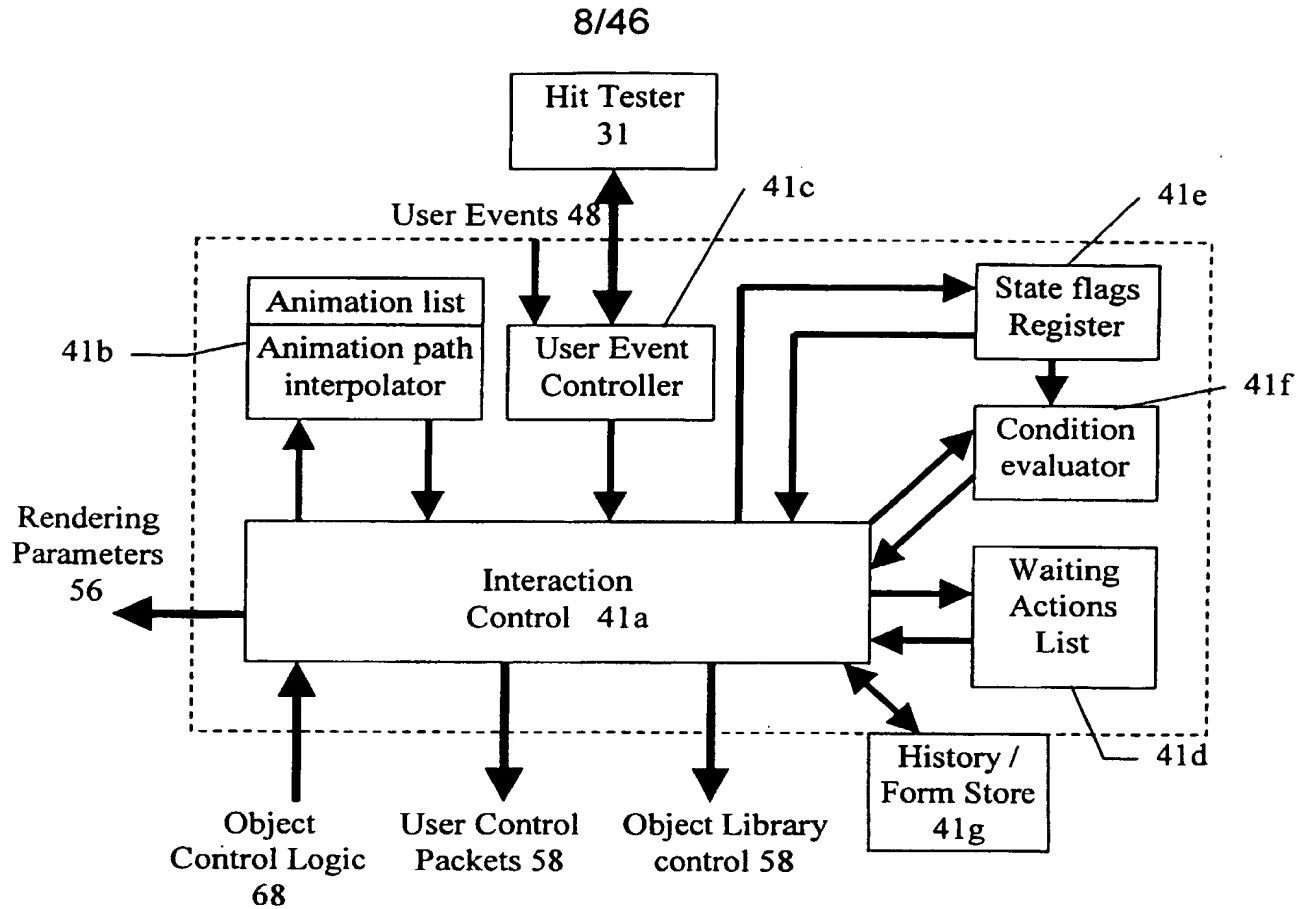 8/46
Hit Tester
31
41c
41e
User Events 48
Animation list
Animation path
interpolator
41b
User Event
Controller
State flags
Register
41f
Condition
evaluator
Rendering
Parameters
56
Interaction
Control 41a
Waiting
Actions
List
41d
History /
Form Store
41g
Object
Control Logic
68
User Control
Packets 58
Object Library
control 58